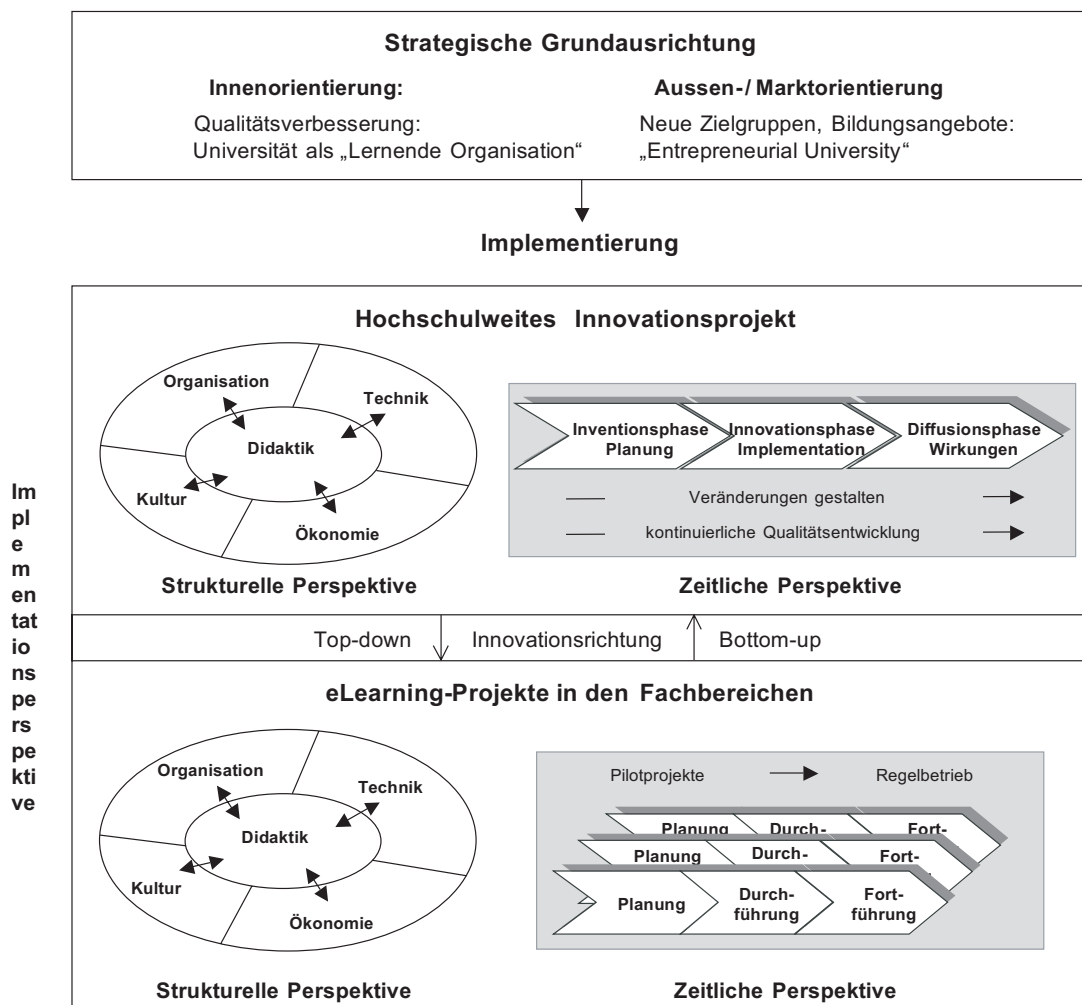 Strategische Grundausrichtung
Innenorientierung:
Qualitätsverbesserung:
Universität als „Lernende Organisation“
Aussen-/ Marktorientierung
Neue Zielgruppen, Bildungsangebote:
„Entrepreneurial University“
Implementierung
Im
pl
e
m
en
tat
io
ns
pe
rs
pe
kti
ve
Hochschulweites Innovationsprojekt
Organisation
Technik
Didaktik
Kultur
Ökonomie
Strukturelle Perspektive
Inventionsphase
Planung
Innovationsphase
Implementation
Diffusionsphase
Wirkungen
Veränderungen gestalten
kontinuierliche Qualitätsentwicklung
Zeitliche Perspektive
Top-down Innovationsrichtung Bottom-up
eLearning-Projekte in den Fachbereichen
Organisation
Technik
Didaktik
Kultur
Ökonomie
Strukturelle Perspektive
Pilotprojekte Regelbetrieb
Planung Durch- Fort-
Planung Durch- Fort-
Planung
Durch-
führung
Fort-
führung
Zeitliche Perspektive